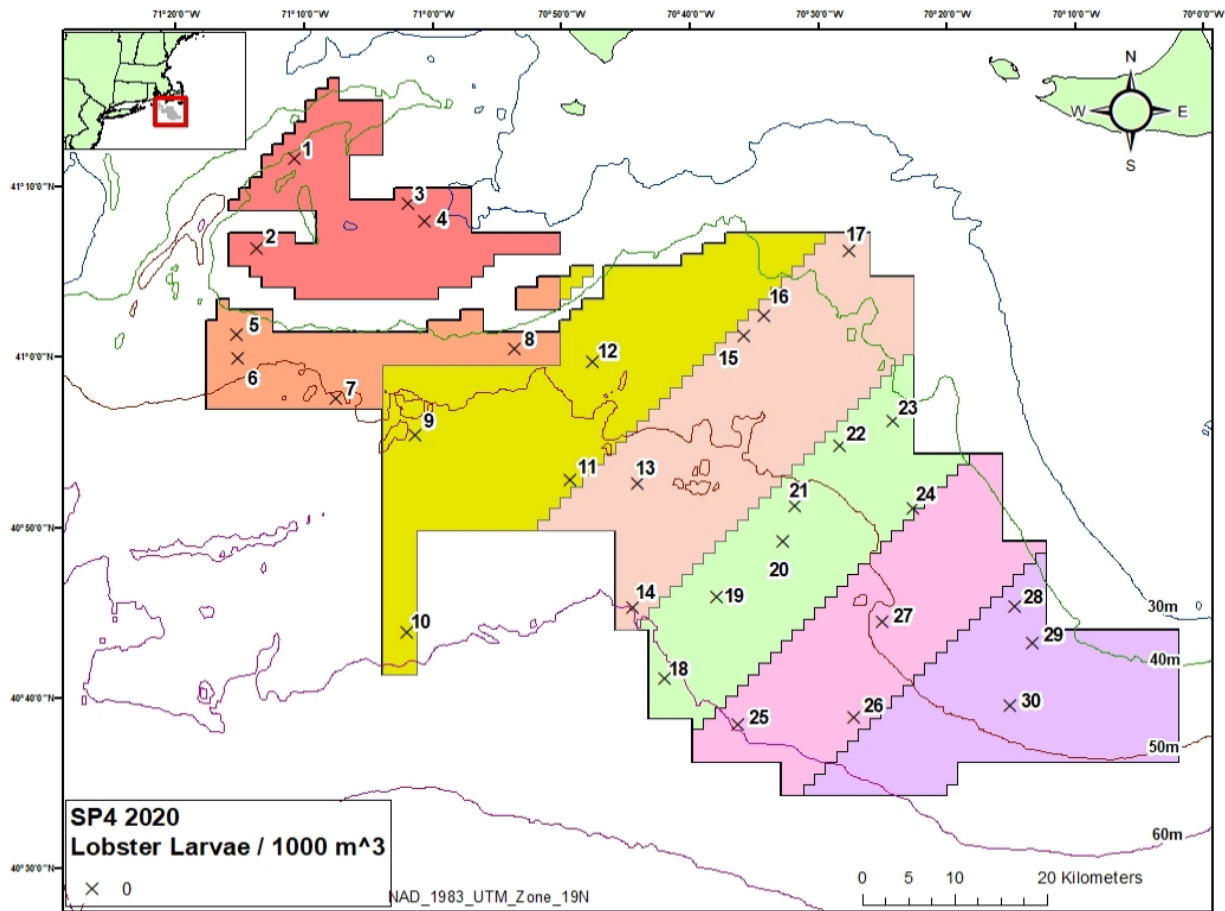 71°20'0"W 71°10'0"W 71°0'0"W 70°50'0"W 70°40'0"W 70°30'0"W 70°20'0"W 70°10'0"W 70°0'0"W
N
W E
S
1
41°10'0"N
3
4
2
17
16
5
8
15
12
41°0'0"N
6
7
23
9
22
11
13
21
24
40°50'0"N
20
14
19
28
30m
27
10
29
40m
18
40°40'0"N
26
30
25
50m
SP4 2020
Lobster Larvae / 1000 m^3
60m
40°30'0"N
0
NAD_1983_UTM_Zone_19N
0 5 10 20 Kilometers